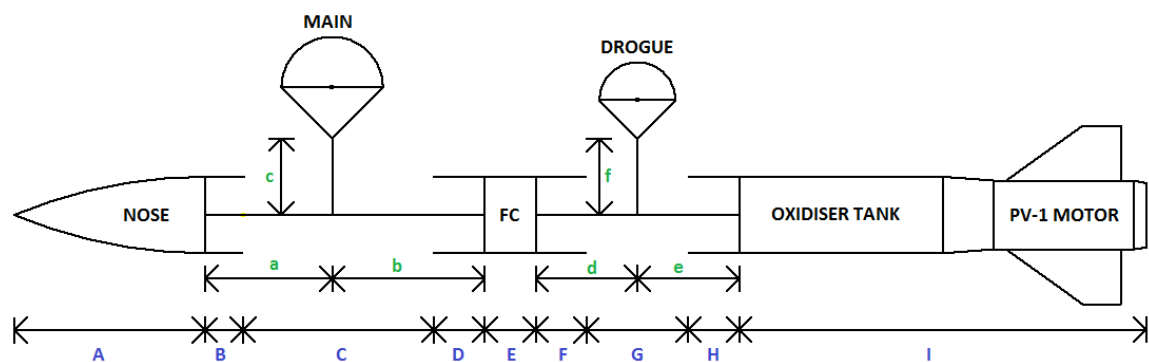 MAIN
DROGUE
c
f
NOSE
FC
OXIDISER TANK
PV-1 MOTOR
a
b
d
e
A
B
C
D
E
F
G
H
I